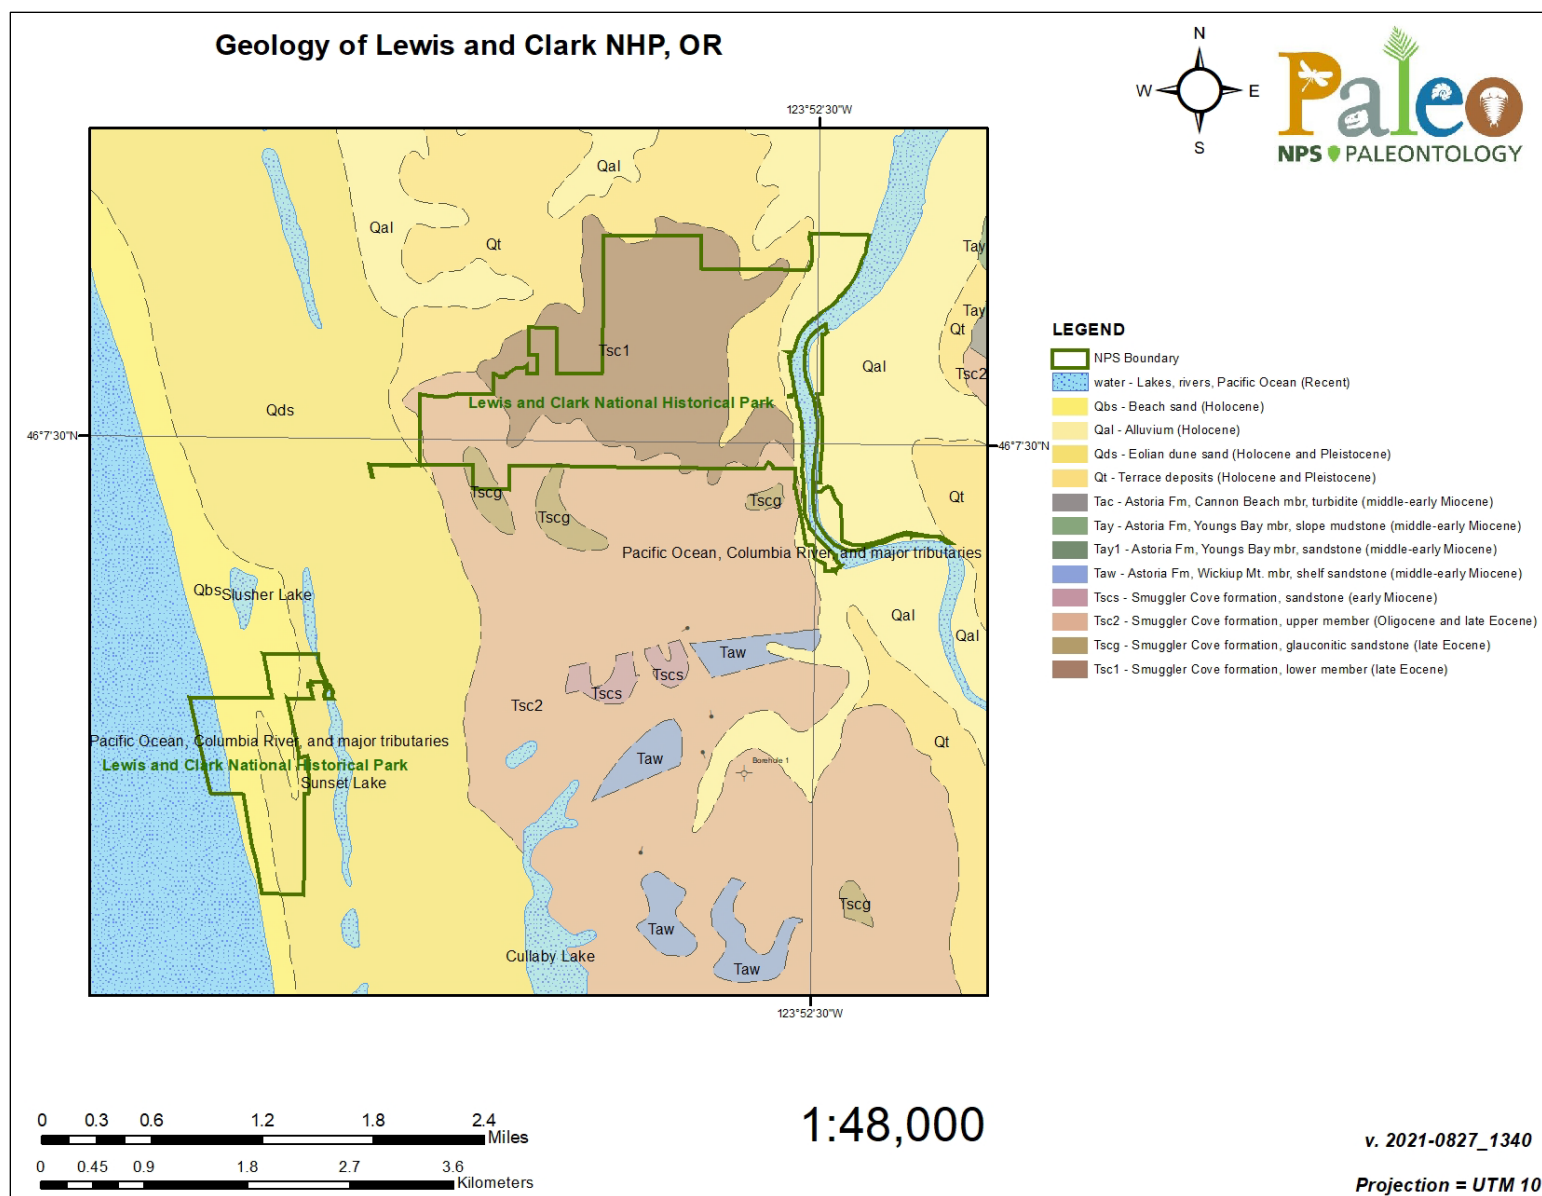 Geology of Lewis and Clark NHP, OR
N
W
E
S
Paleo
NPS PALEONTOLOGY
123°52'30"W
Qal
Qal
Qt
Tay
Tay
Qt
Tsc1
Qal
Tsc2
Lewis and Clark National Historical Park
Qds
46°7'30"N
46°7'30"N
Tscg
Tscg
Tscg
Qt
Pacific Ocean, Columbia River, and major tributaries
Qbs
Slusher Lake
Qal
Qal
Taw
Tscs
Tscs
Tsc2
Pacific Ocean, Columbia River, and major tributaries
Qt
Lewis and Clark National Historical Park
Taw
Borehole 1
Sunset Lake
Tscg
Taw
Cullaby Lake
Taw
123°52'30"W
LEGEND
NPS Boundary
water - Lakes, rivers, Pacific Ocean (Recent)
Qbs - Beach sand (Holocene)
Qal - Alluvium (Holocene)
Qds - Eolian dune sand (Holocene and Pleistocene)
Qt - Terrace deposits (Holocene and Pleistocene)
Tac - Astoria Fm, Cannon Beach mbr, turbidite (middle-early Miocene)
Tay - Astoria Fm, Youngs Bay mbr, slope mudstone (middle-early Miocene)
Tay1 - Astoria Fm, Youngs Bay mbr, sandstone (middle-early Miocene)
Taw - Astoria Fm, Wickiup Mt. mbr, shelf sandstone (middle-early Miocene)
Tscs - Smuggler Cove formation, sandstone (early Miocene)
Tsc2 - Smuggler Cove formation, upper member (Oligocene and late Eocene)
Tscg - Smuggler Cove formation, glauconitic sandstone (late Eocene)
Tsc1 - Smuggler Cove formation, lower member (late Eocene)
0 0.3 0.6 1.2 1.8 2.4
Miles
0 0.45 0.9 1.8 2.7 3.6
Kilometers
1:48,000
v. 2021-0827_1340
Projection = UTM 10